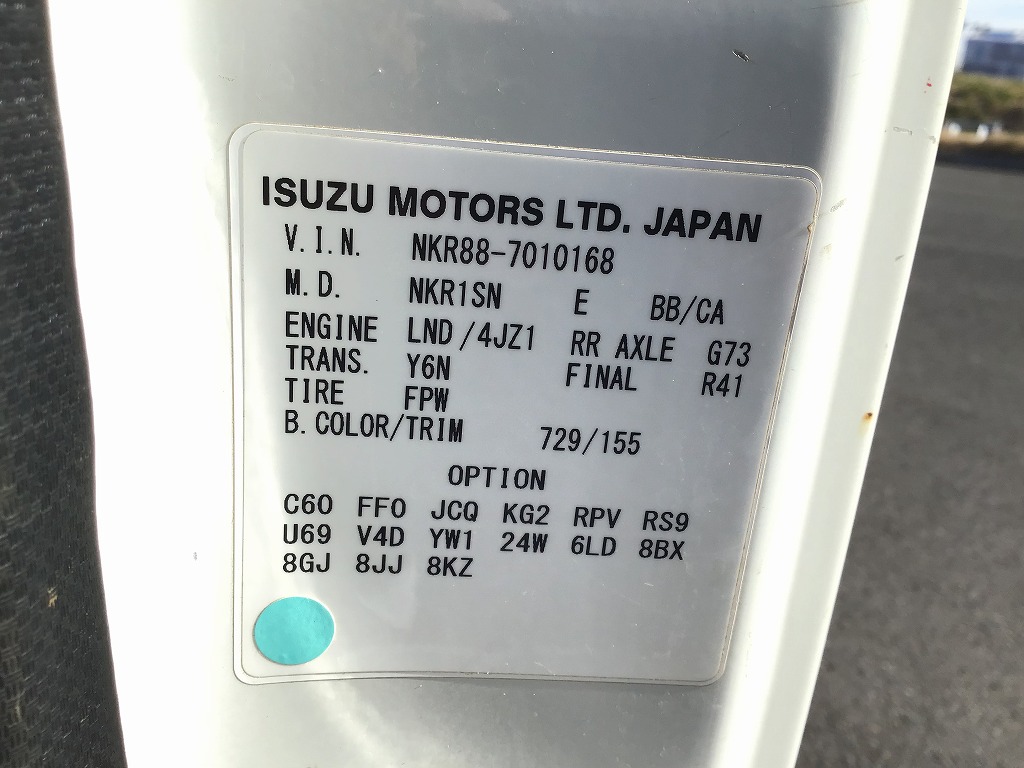 ISUZU MOTORS LTD. JAPAN
V.I.N. NKR88-7010168
M.D. NKR1SN E BB/CA
ENGINE LND/4JZ1 RR AXLE G73
TRANS. Y6N FINAL R41
TIRE FPW
B.COLOR/TRIM 729/155
OPTION
C60 FF0 JCQ KG2 RPV RS9
U69 V4D YW1 24W 6LD 8BX
8GJ 8JJ 8KZ